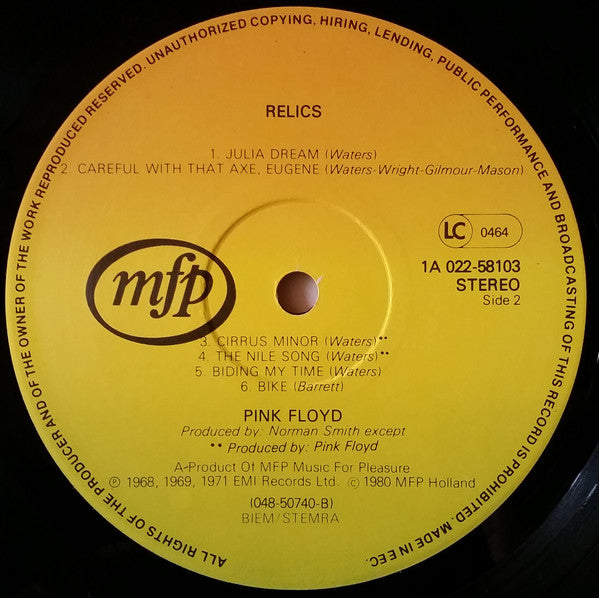 ALL RIGHTS OF THE PRODUCER AND OF THE OWNER OF THE WORK REPRODUCED RESERVED. UNAUTHORIZED COPYING, HIRING, LENDING, PUBLIC PERFORMANCE AND BROADCASTING OF THIS RECORD IS PROHIBITED. MADE IN EEC.
RELICS
1. JULIA DREAM (Waters)
2. CAREFUL WITH THAT AXE, EUGENE (Waters-Wright-Gilmour-Mason)
LC 0464
1A 022-58103
STEREO
Side 2
mfp
3. CIRRUS MINOR (Waters)**
4. THE NILE SONG (Waters)**
5. BIDING MY TIME (Waters)
6. BIKE (Barrett)
PINK FLOYD
Produced by: Norman Smith except
** Produced by: Pink Floyd
A-Product Of MFP Music For Pleasure
℗ 1968, 1969, 1971 EMI Records Ltd. © 1980 MFP Holland
(048-50740-B)
BIEM/STEMRA